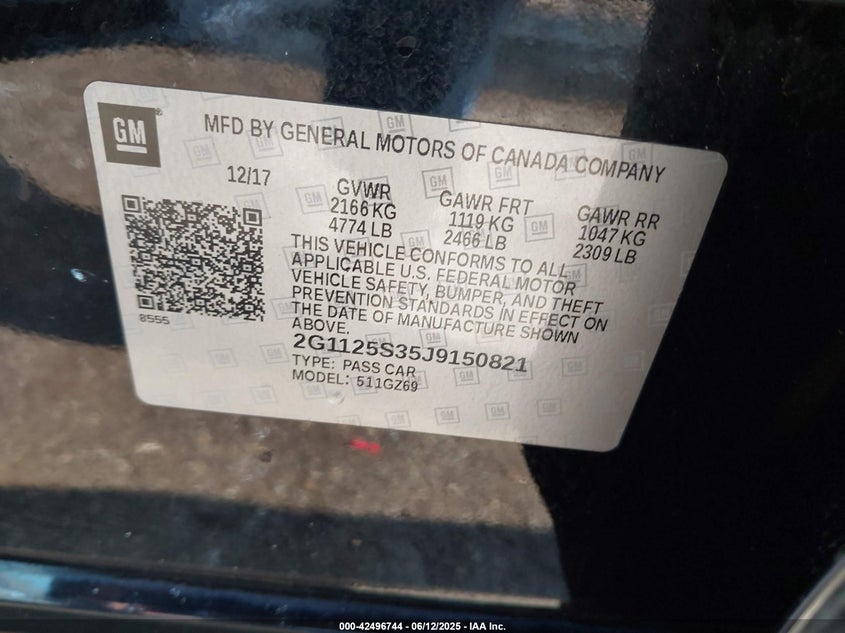 GM ®
MFD BY GENERAL MOTORS OF CANADA COMPANY
12/17
GVWR
2166 KG
4774 LB
GAWR FRT
1119 KG
2466 LB
GAWR RR
1047 KG
2309 LB
THIS VEHICLE CONFORMS TO ALL
APPLICABLE U.S. FEDERAL MOTOR
VEHICLE SAFETY, BUMPER, AND THEFT
PREVENTION STANDARDS IN EFFECT ON
THE DATE OF MANUFACTURE SHOWN
ABOVE.
2G1125S35J9150821
TYPE: PASS CAR
MODEL: 511GZ69
8555
000-42496744 - 06/12/2025 - IAA Inc.